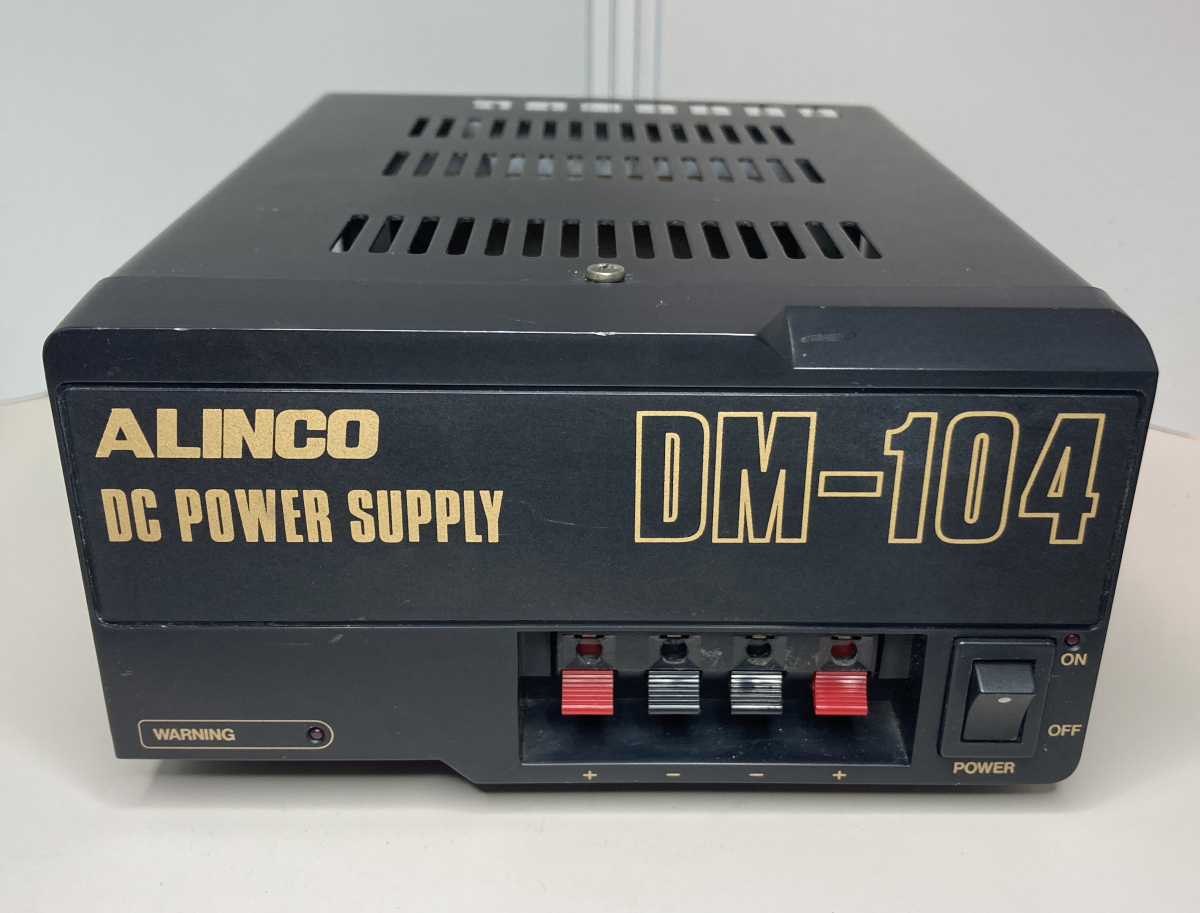 ALINCO
DC POWER SUPPLY
DM-104
WARNING
+ − − +
ON
OFF
POWER